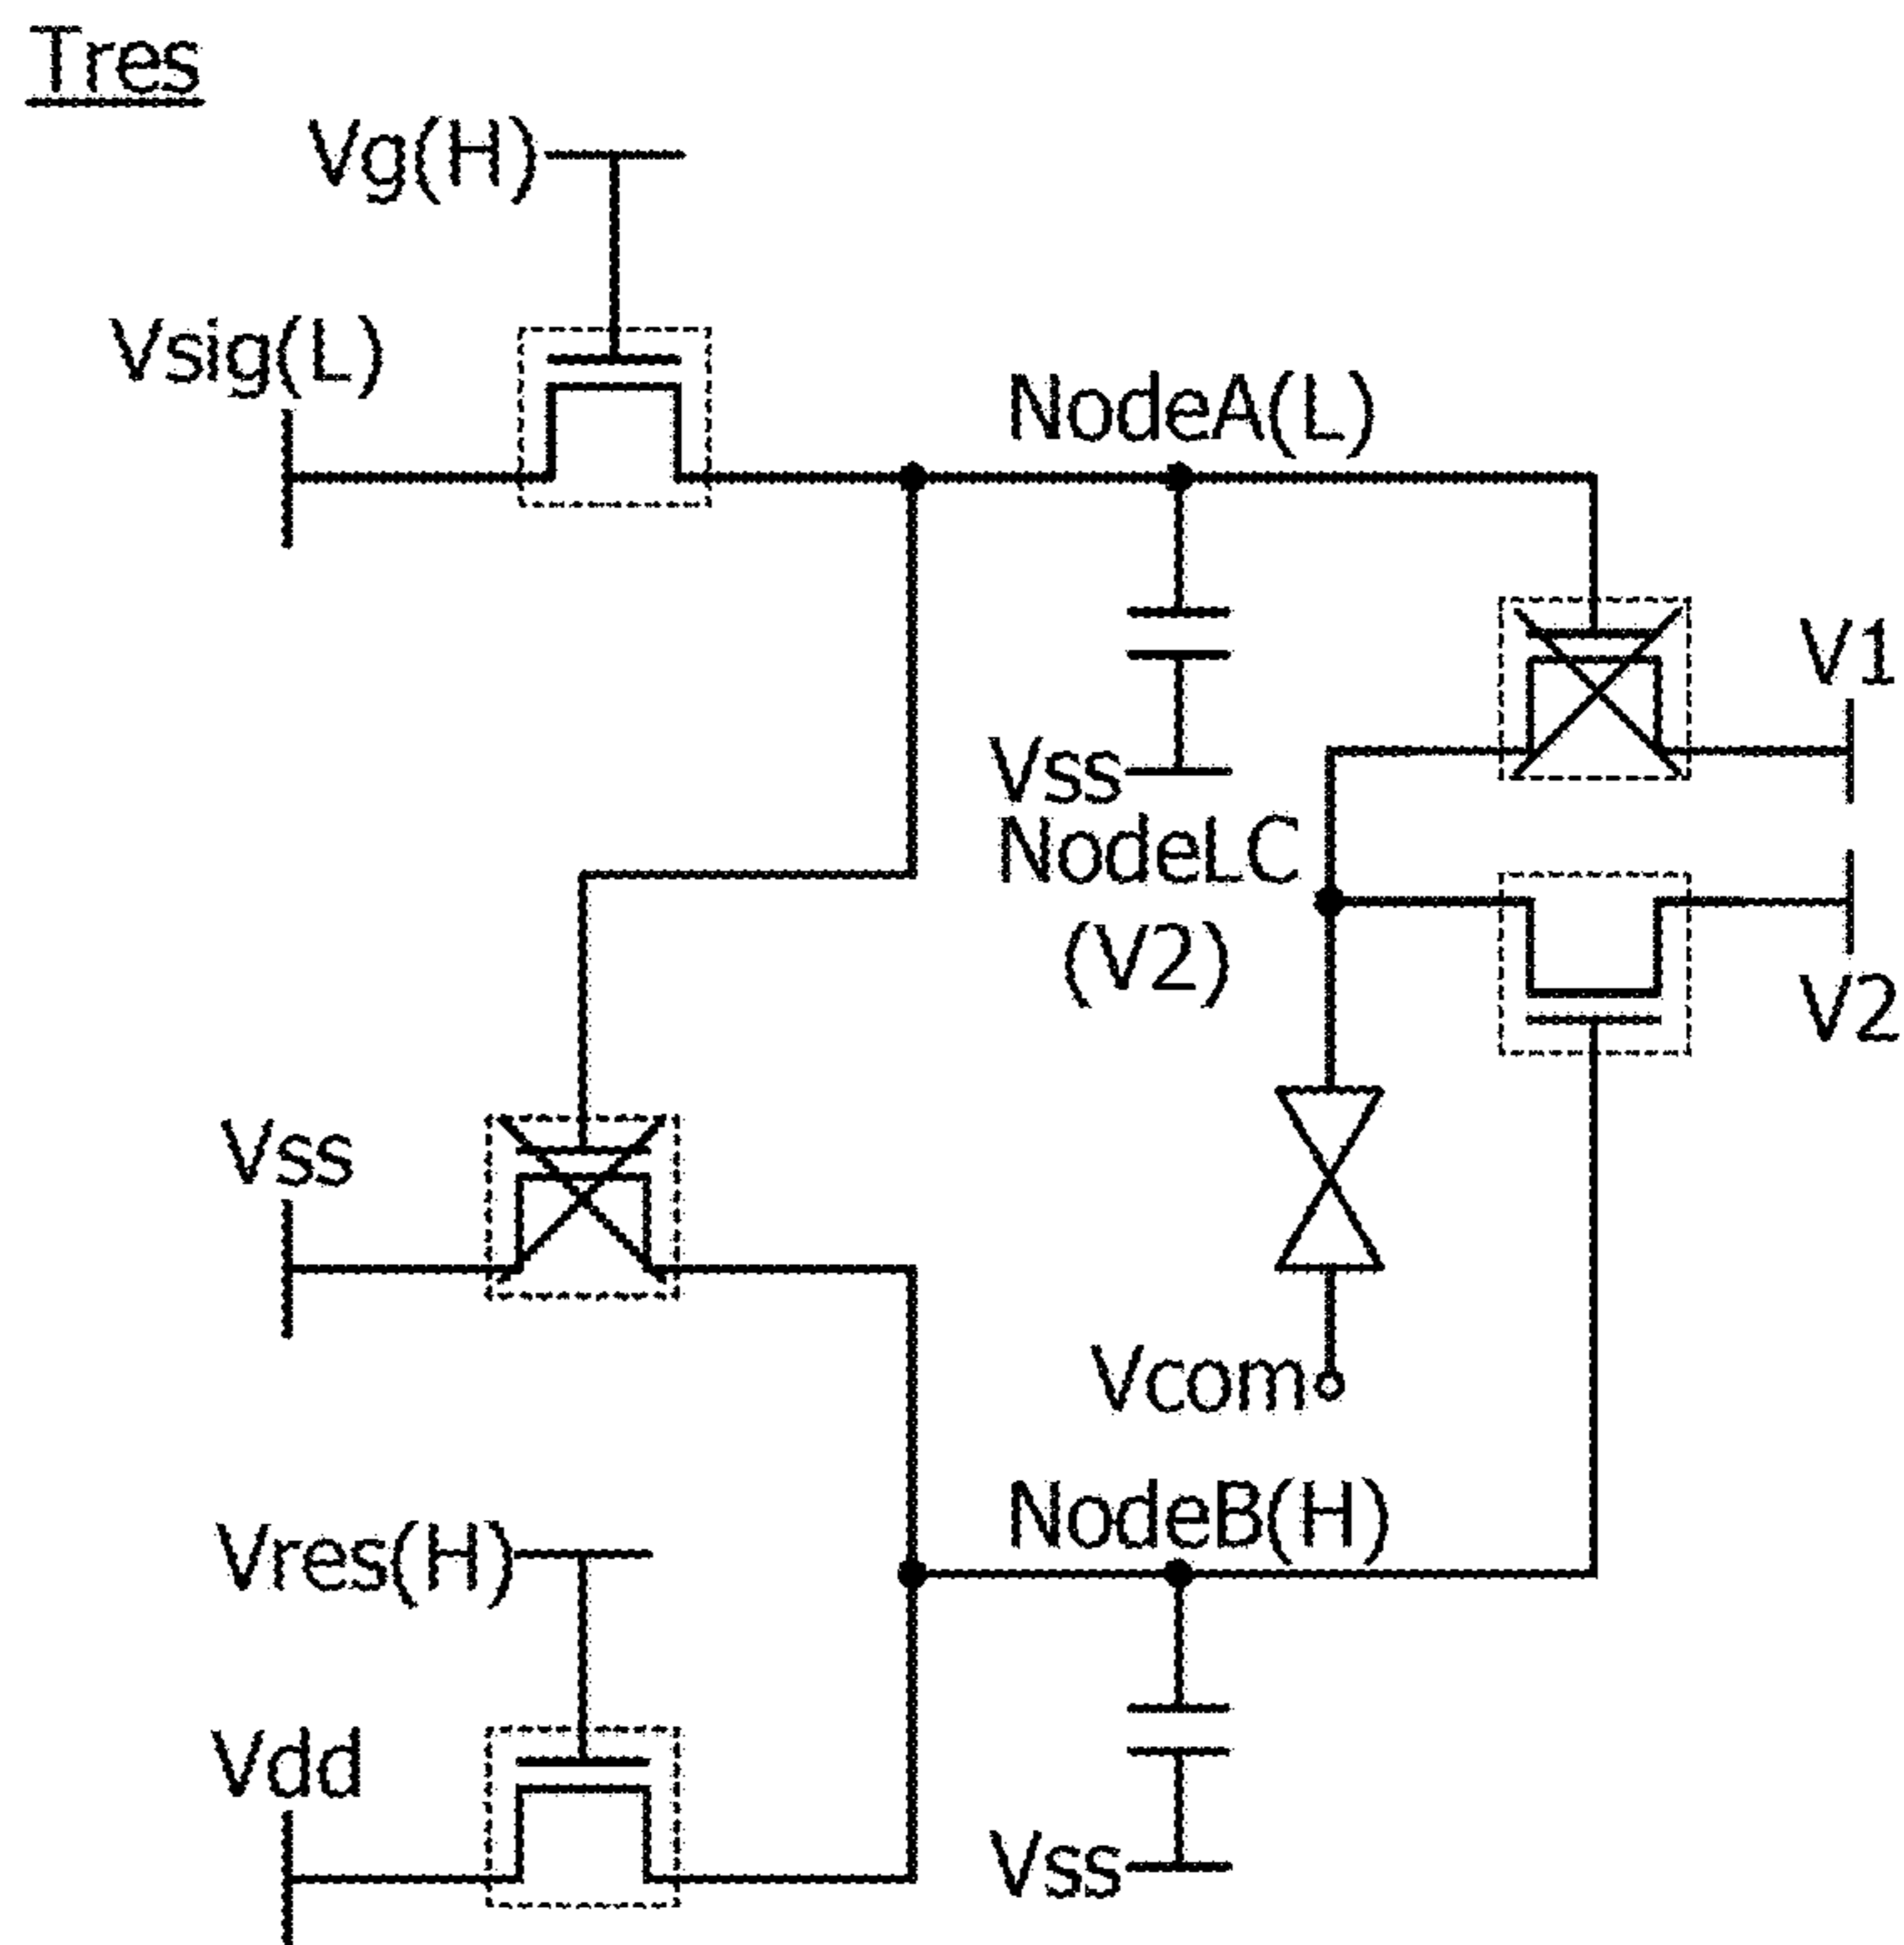 Tres
Vg(H)
Vsig(L)
NodeA(L)
V1
Vss
NodeLC
(V2)
V2
Vss
Vcom
NodeB(H)
Vres(H)
Vdd
Vss